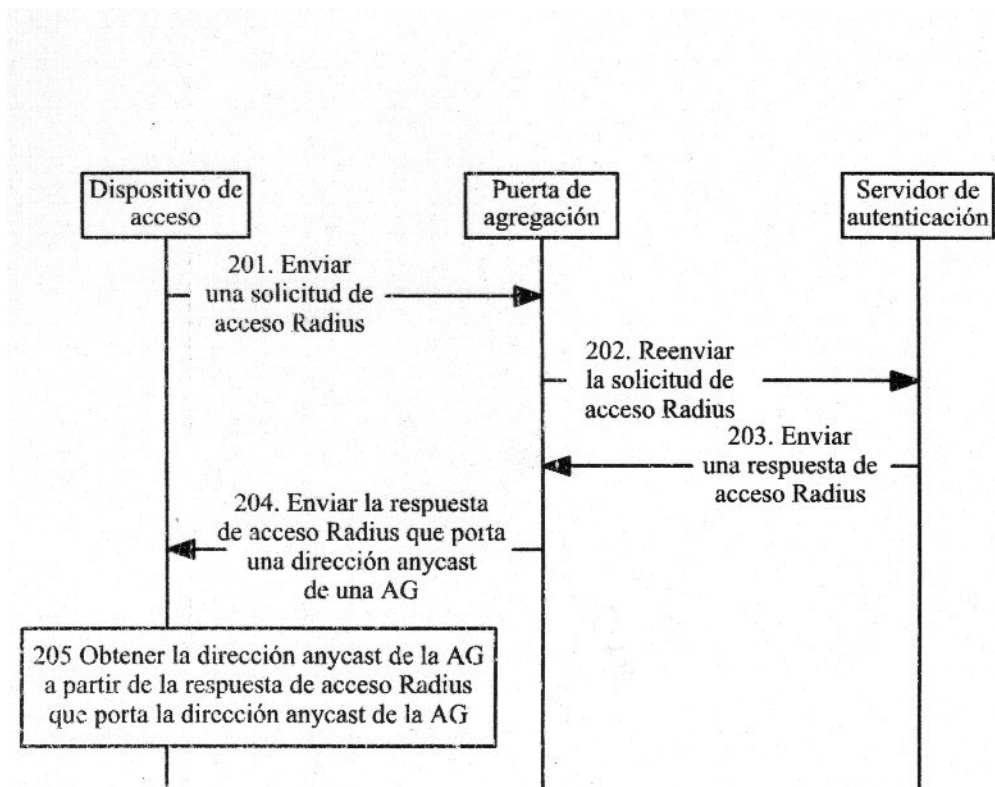 Dispositivo de
acceso
Puerta de
agregación
Servidor de
autenticación
201. Enviar
una solicitud de
acceso Radius
202. Reenviar
la solicitud de
acceso Radius
203. Enviar
una respuesta de
acceso Radius
204. Enviar la respuesta
de acceso Radius que porta
una dirección anycast
de una AG
205 Obtener la dirección anycast de la AG
a partir de la respuesta de acceso Radius
que porta la dirección anycast de la AG